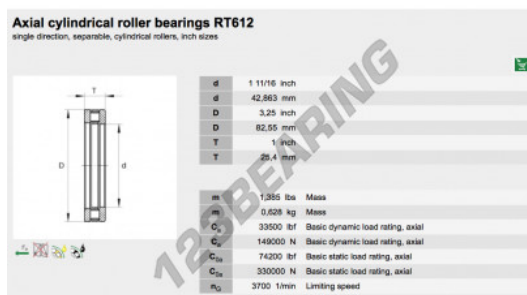 Axial cylindrical roller bearings RT612
single direction, separable, cylindrical rollers, inch sizes
T
D
d
d 1 11/16 inch
d 42,863 mm
D 3,25 inch
D 82,55 mm
T 1 inch
T 25,4 mm
m 1,385 lbs Mass
m 0,628 kg Mass
Ca 33500 lbf Basic dynamic load rating, axial
Ca 149000 N Basic dynamic load rating, axial
C0a 74200 lbf Basic static load rating, axial
C0a 330000 N Basic static load rating, axial
nG 3700 1/min Limiting speed
123BEARING